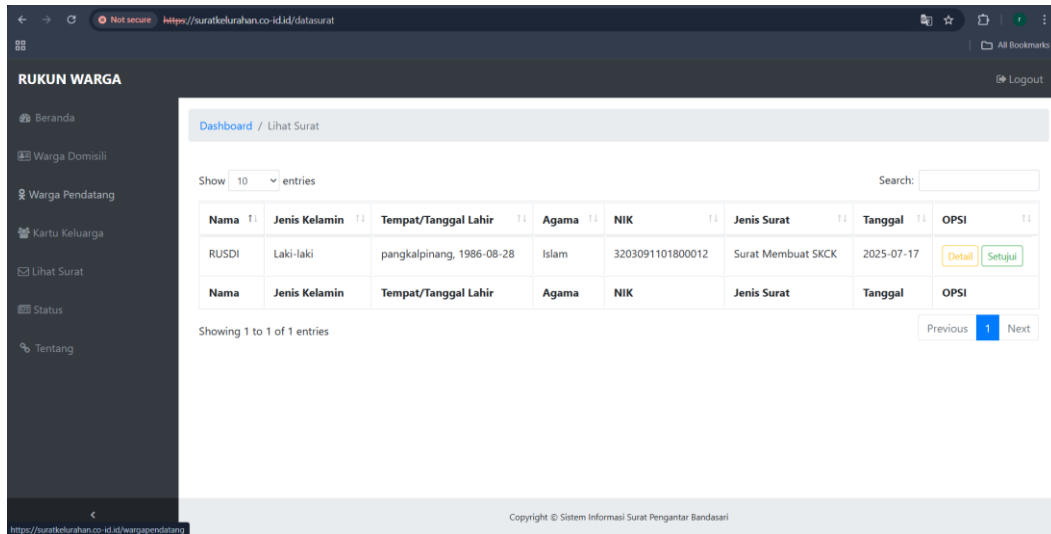 Not secure https://suratkelurahan.co-id.id/datasurat
All Bookmarks
RUKUN WARGA
Logout
Beranda
Warga Domisili
Warga Pendatang
Kartu Keluarga
Lihat Surat
Status
Tentang
Dashboard / Lihat Surat
Show 10 entries Search:
Nama Jenis Kelamin Tempat/Tanggal Lahir Agama NIK Jenis Surat Tanggal OPSI
RUSDI Laki-laki pangkalpinang, 1986-08-28 Islam 3203091101800012 Surat Membuat SKCK 2025-07-17 Detail Setujui
Nama Jenis Kelamin Tempat/Tanggal Lahir Agama NIK Jenis Surat Tanggal OPSI
Showing 1 to 1 of 1 entries Previous 1 Next
Copyright © Sistem Informasi Surat Pengantar Bandasari
https://suratkelurahan.co-id.id/wargapendatang